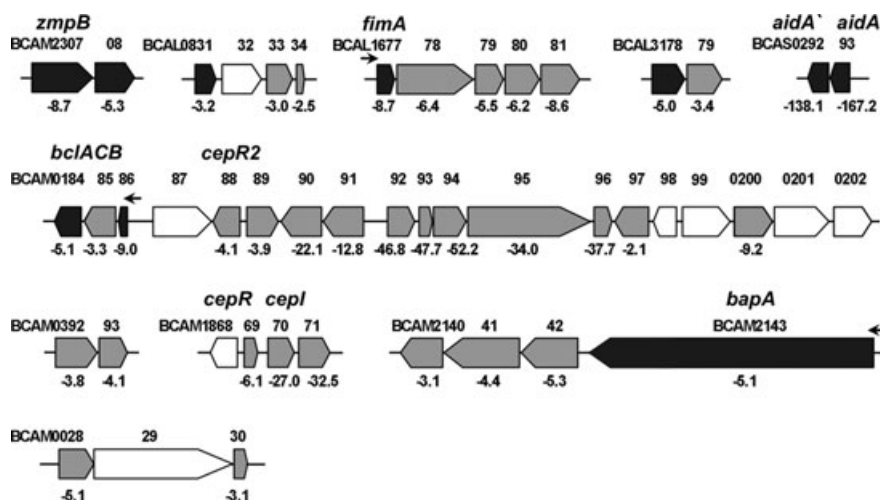 zmpB fimA aidA` aidA
BCAM2307 08 BCAL0831 32 33 34 BCAL1677 78 79 80 81 BCAL3178 79 BCAS0292 93
-8.7 -5.3 -3.2 -3.0 -2.5 -8.7 -6.4 -5.5 -6.2 -8.6 -5.0 -3.4 -138.1 -167.2
bclACB cepR2
BCAM0184 85 86 87 88 89 90 91 92 93 94 95 96 97 98 99 0200 0201 0202
-5.1 -3.3 -9.0 -4.1 -3.9 -22.1 -12.8 -46.8 -47.7 -52.2 -34.0 -37.7 -2.1 -9.2
cepR cepI bapA
BCAM0392 93 BCAM1868 69 70 71 BCAM2140 41 42 BCAM2143
-3.8 -4.1 -6.1 -27.0 -32.5 -3.1 -4.4 -5.3 -5.1
BCAM0028 29 30
-5.1 -3.1